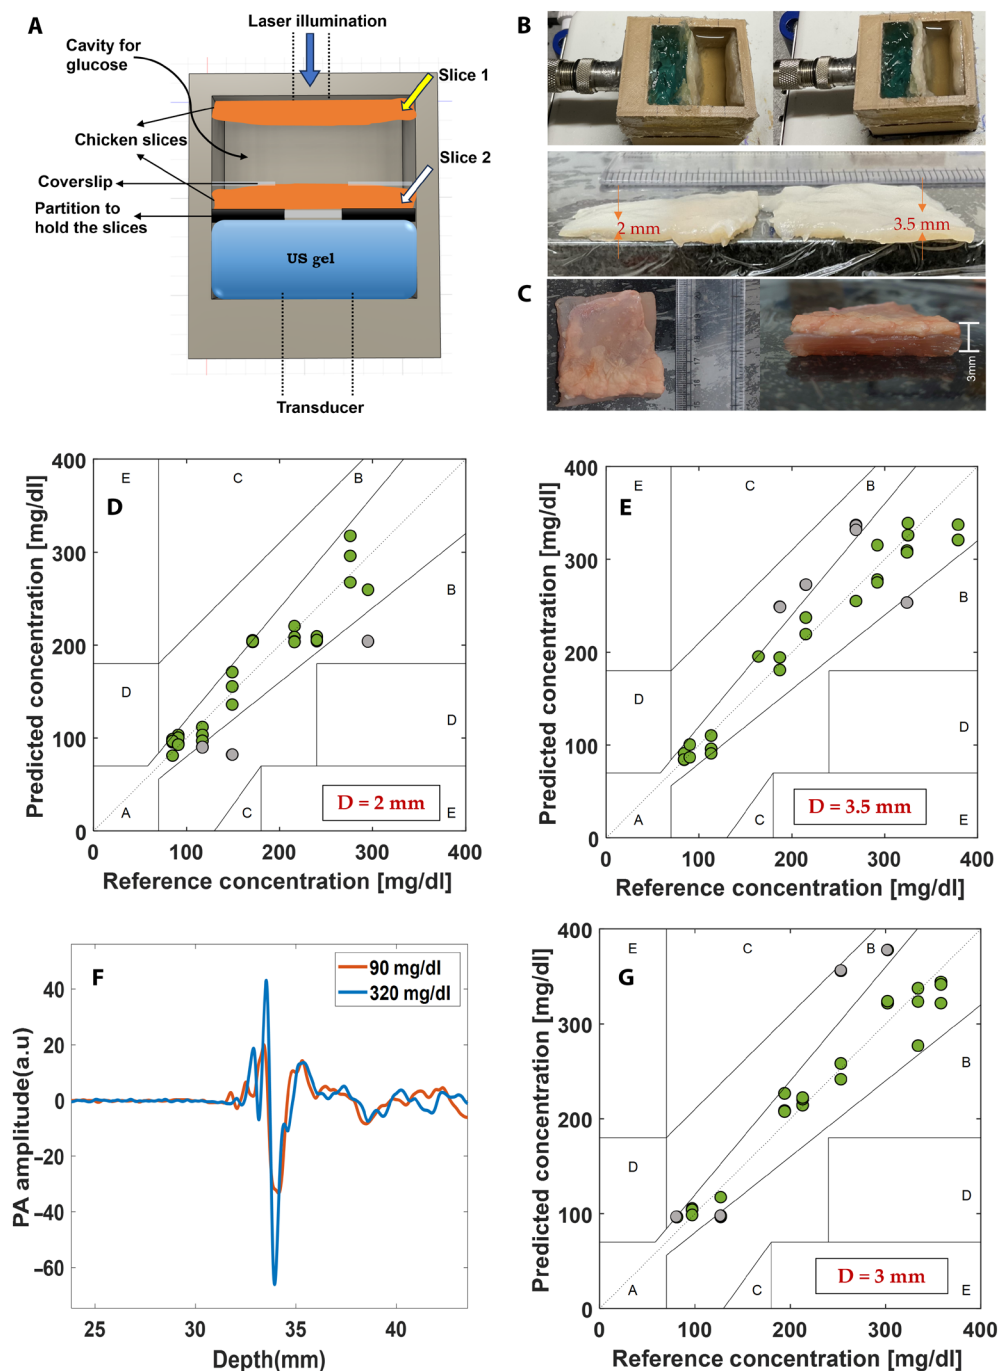 A
Laser illumination
Cavity for
glucose
Slice 1
Chicken slices
Slice 2
Coverslip
Partition to
hold the slices
US gel
Transducer
B
2 mm
3.5 mm
C
3mm
D
Predicted concentration [mg/dl]
400
300
200
100
0
E
C
B
B
D
D
A
C
E
D = 2 mm
0 100 200 300 400
Reference concentration [mg/dl]
E
Predicted concentration [mg/dl]
400
300
200
100
0
E
C
B
B
D
D
A
C
E
D = 3.5 mm
0 100 200 300 400
Reference concentration [mg/dl]
F
90 mg/dl
320 mg/dl
PA amplitude(a.u)
40
20
0
−20
−40
−60
25 30 35 40
Depth(mm)
G
Predicted concentration [mg/dl]
400
300
200
100
0
E
C
B
B
D
D
A
C
E
D = 3 mm
0 100 200 300 400
Reference concentration [mg/dl]